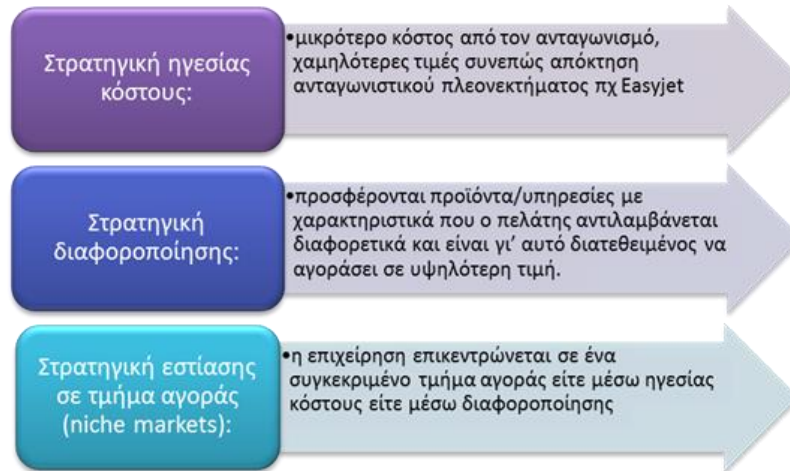 Στρατηγική ηγεσίας
κόστους:
•μικρότερο κόστος από τον ανταγωνισμό,
χαμηλότερες τιμές συνεπώς απόκτηση
ανταγωνιστικού πλεονεκτήματος πχ Easyjet
Στρατηγική
διαφοροποίησης:
•προσφέρονται προϊόντα/υπηρεσίες με
χαρακτηριστικά που ο πελάτης αντιλαμβάνεται
διαφορετικά και είναι γι' αυτό διατεθειμένος να
αγοράσει σε υψηλότερη τιμή.
Στρατηγική εστίασης
σε τμήμα αγοράς
(niche markets):
•η επιχείρηση επικεντρώνεται σε ένα
συγκεκριμένο τμήμα αγοράς είτε μέσω ηγεσίας
κόστους είτε μέσω διαφοροποίησης